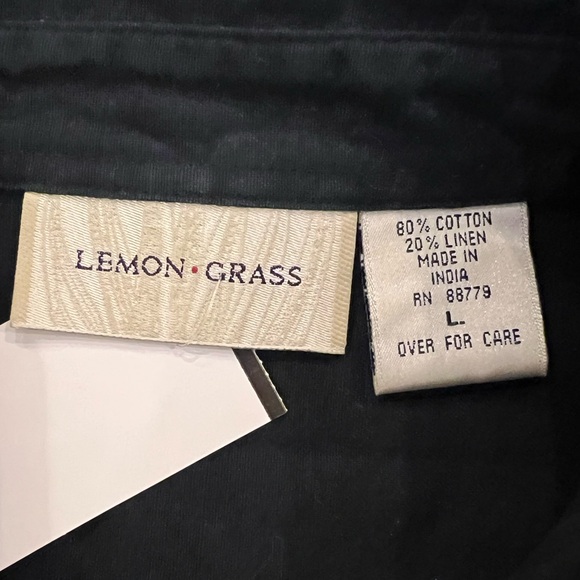 LEMON·GRASS
80% COTTON
20% LINEN
MADE IN
INDIA
RN 88779
L.
OVER FOR CARE